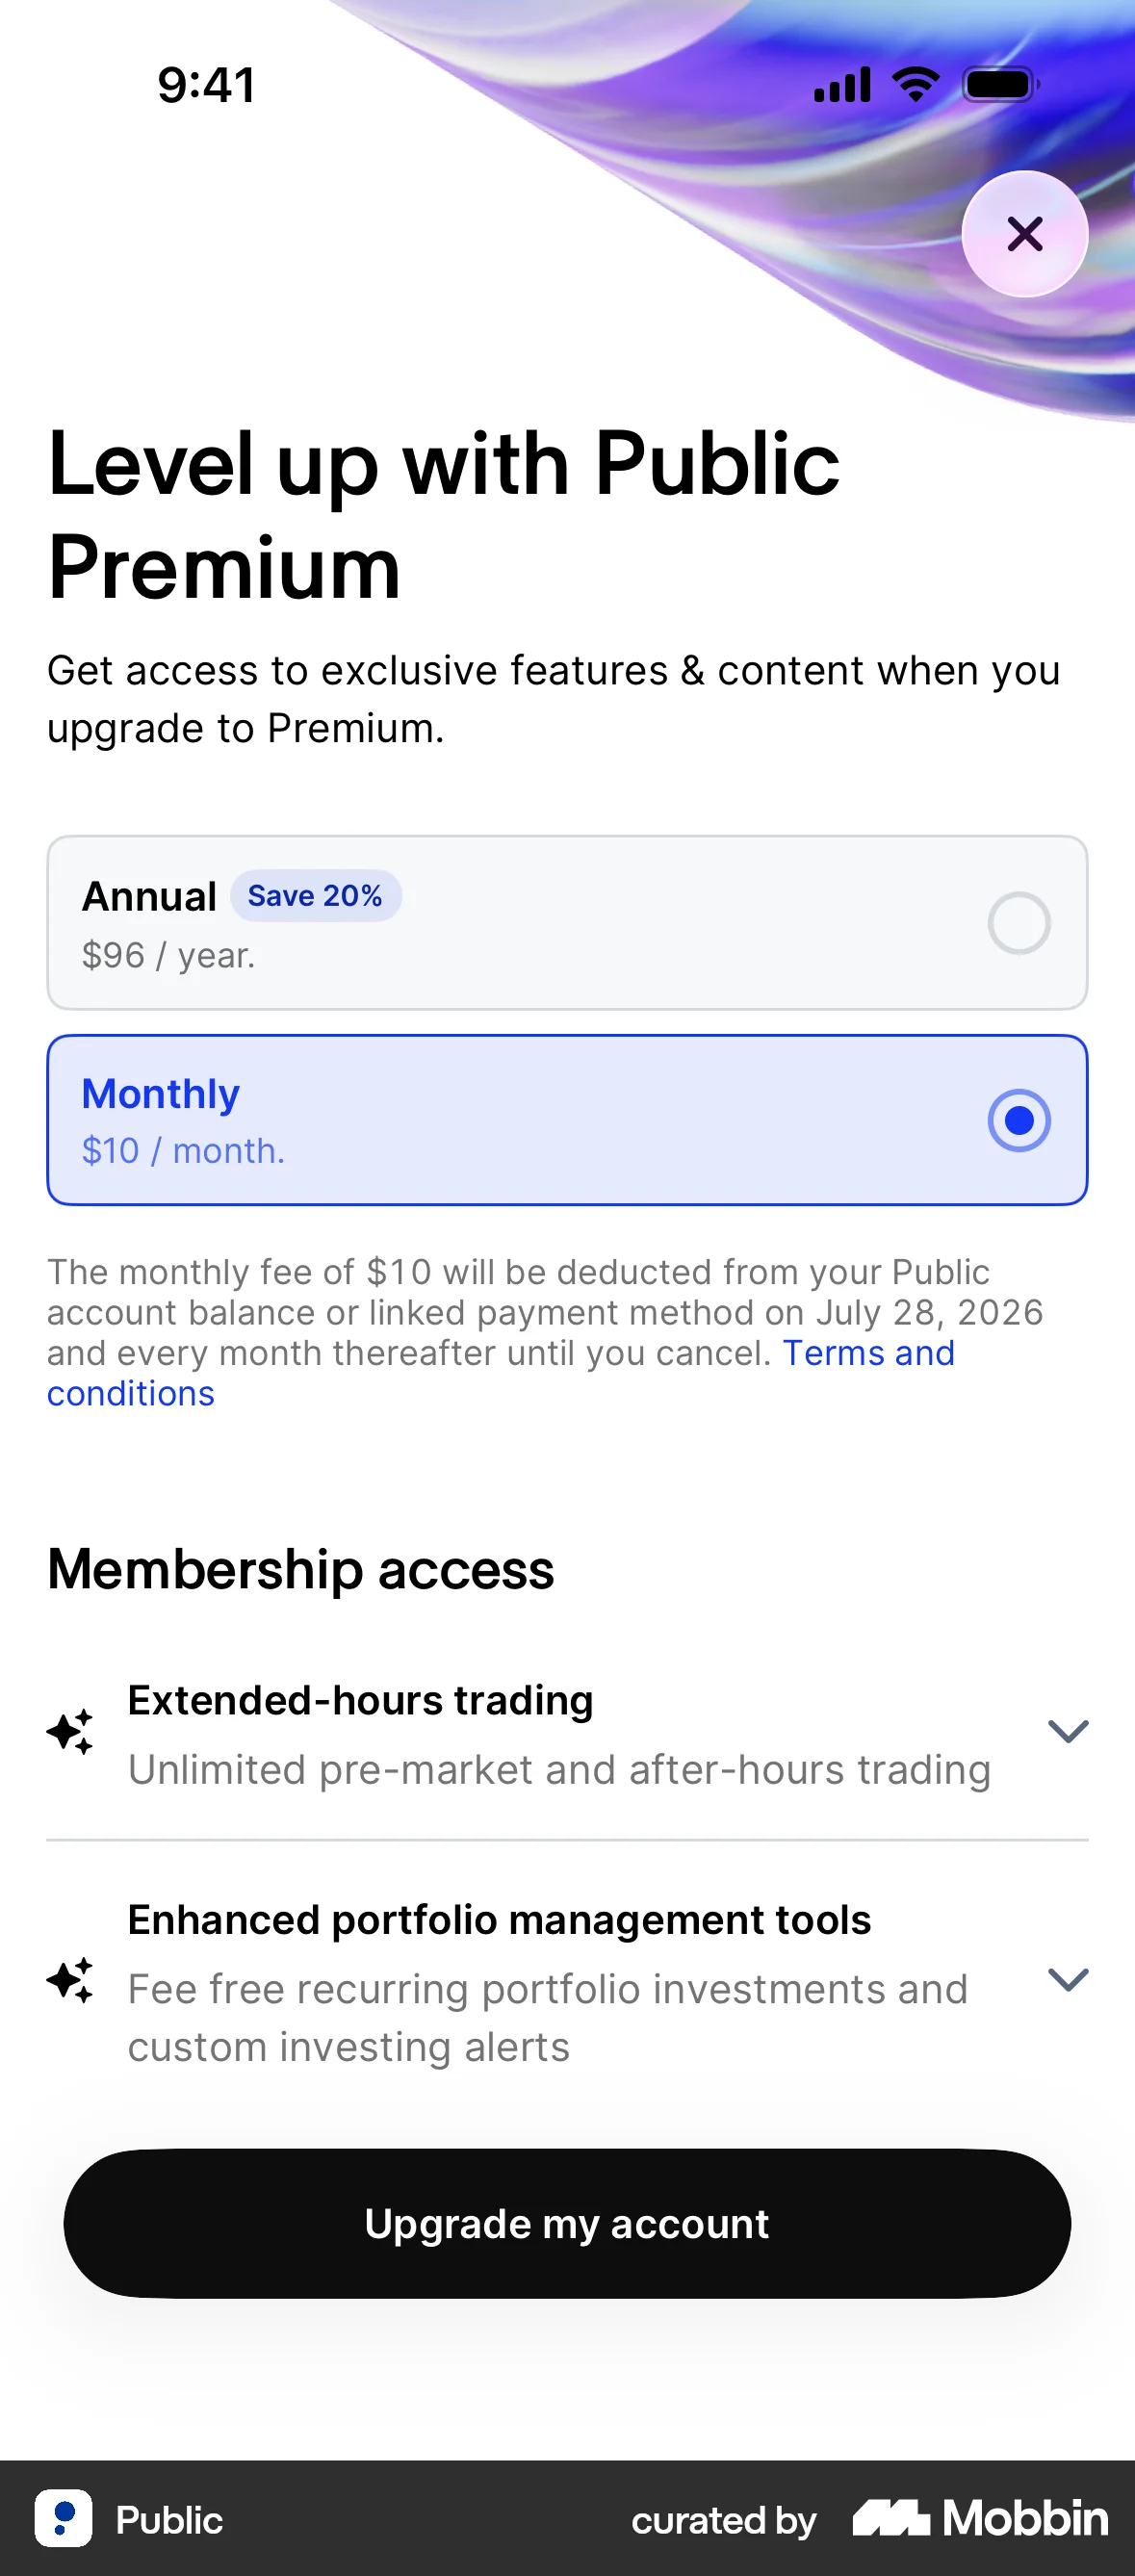 9:41
Level up with Public
Premium
Get access to exclusive features & content when you
upgrade to Premium.
Annual Save 20%
$96 / year.
Monthly
$10 / month.
The monthly fee of $10 will be deducted from your Public
account balance or linked payment method on July 28, 2026
and every month thereafter until you cancel. Terms and
conditions
Membership access
Extended-hours trading
Unlimited pre-market and after-hours trading
Enhanced portfolio management tools
Fee free recurring portfolio investments and
custom investing alerts
Upgrade my account
Public
curated by Mobbin